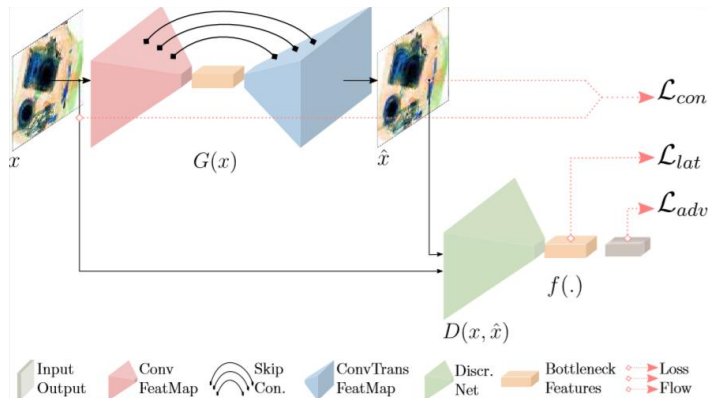 x
G(x)
x̂
ℒcon
ℒlat
ℒadv
f(.)
D(x, x̂)
Input
Output
Conv
FeatMap
Skip
Con.
ConvTrans
FeatMap
Discr.
Net
Bottleneck
Features
Loss
Flow